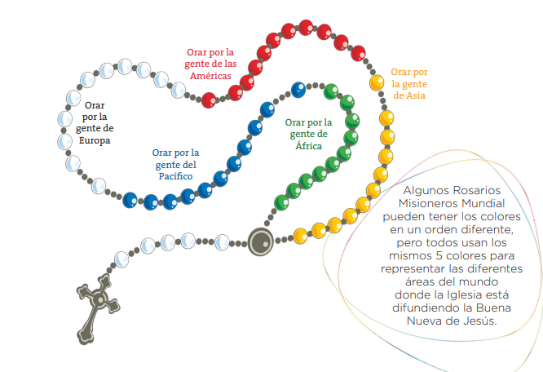 Orar por la
gente de las
Américas
Orar por
la gente
de Asia
Orar
por la
gente de
Europa
Orar por la
gente del
Pacífico
Orar por la
gente de
África
Algunos Rosarios
Misioneros Mundial
pueden tener los colores
en un orden diferente,
pero todos usan los
mismos 5 colores para
representar las diferentes
áreas del mundo
donde la Iglesia está
difundiendo la Buena
Nueva de Jesús.